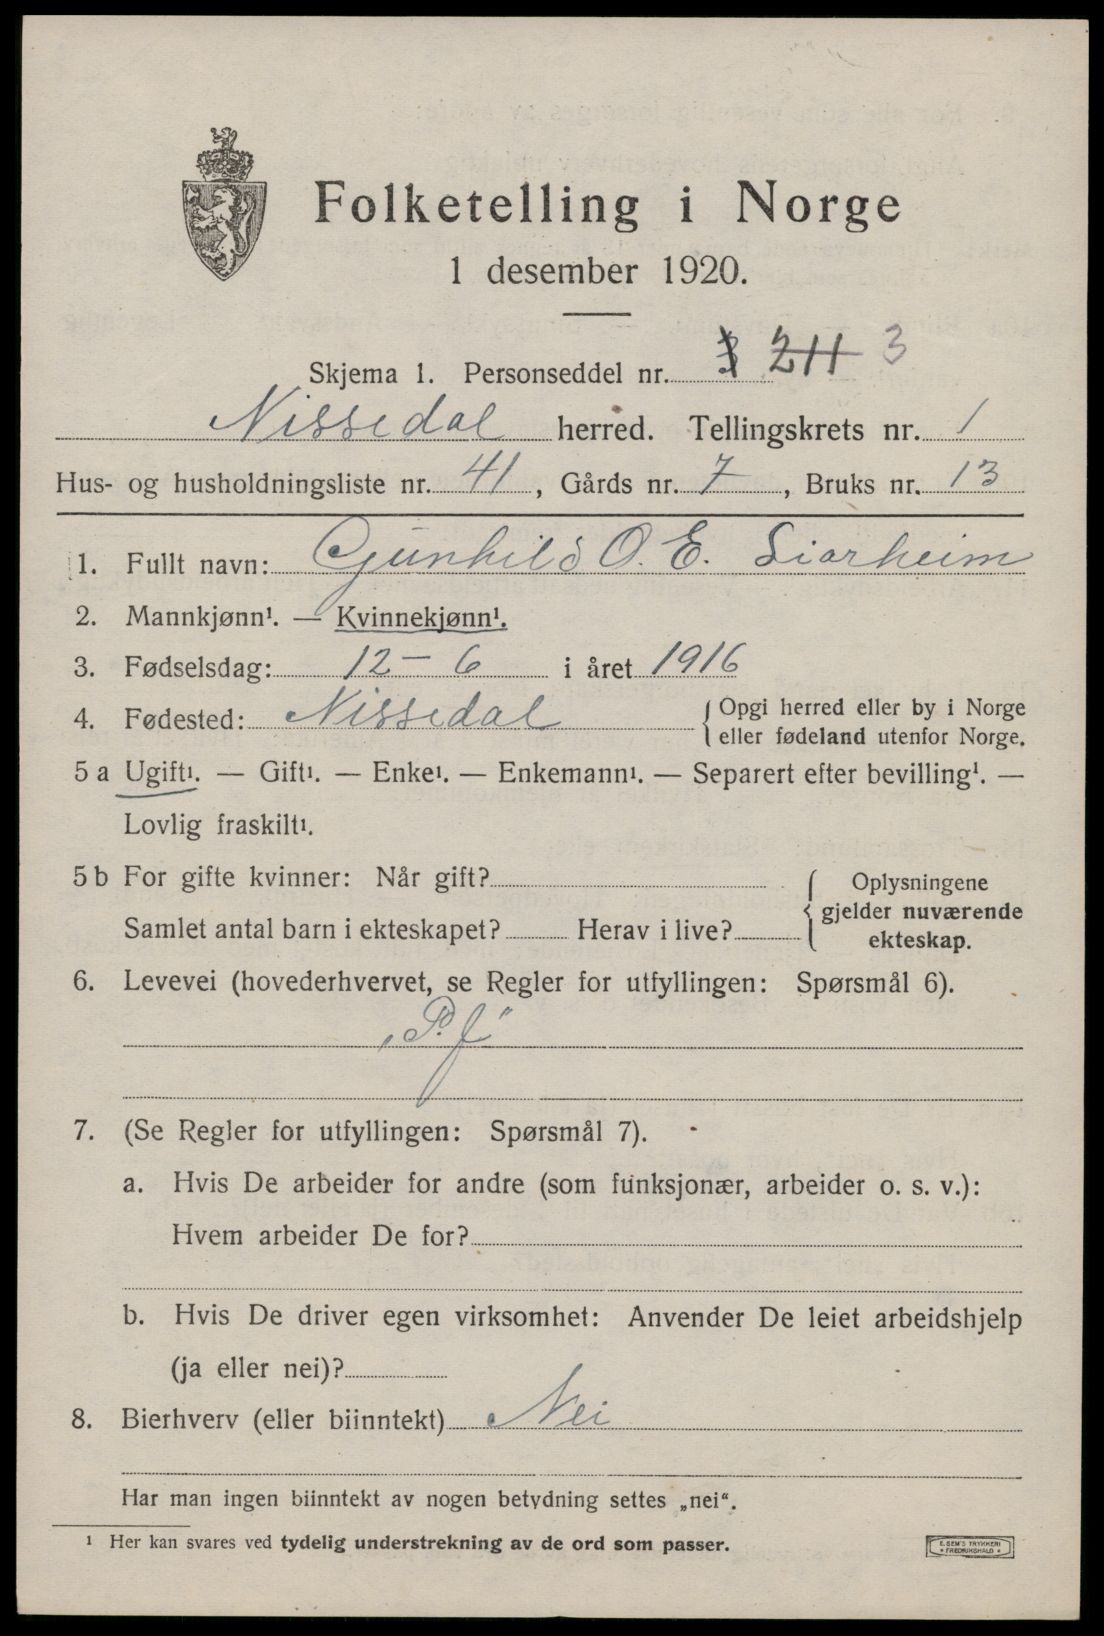 Folketelling i Norge
1 desember 1920.
Skjema 1. Personseddel nr. 3 211 3
Nissedal herred. Tellingskrets nr. 1
Hus- og husholdningsliste nr. 41, Gårds nr. 7, Bruks nr. 13
1. Fullt navn: Gunhild O. E. Liarheim
2. Mannkjønn¹. — Kvinnekjønn¹.
3. Fødselsdag: 12 – 6 i året 1916
4. Fødested: Nissedal { Opgi herred eller by i Norge
eller fødeland utenfor Norge.
5 a Ugift¹. — Gift¹. — Enke¹. — Enkemann¹. — Separert efter bevilling¹. —
Lovlig fraskilt¹.
5 b For gifte kvinner: Når gift? { Oplysningene
gjelder nuværende
Samlet antal barn i ekteskapet? Herav i live?
ekteskap.
6. Levevei (hovederhvervet, se Regler for utfyllingen: Spørsmål 6).
„P.f“
7. (Se Regler for utfyllingen: Spørsmål 7).
a. Hvis De arbeider for andre (som funksjonær, arbeider o. s. v.):
Hvem arbeider De for?
b. Hvis De driver egen virksomhet: Anvender De leiet arbeidshjelp
(ja eller nei)?
8. Bierhverv (eller biinntekt) Nei
Har man ingen biinntekt av nogen betydning settes „nei“.
¹ Her kan svares ved tydelig understrekning av de ord som passer.
E. SEM'S TRYKKERI
* FREDRIKSHALD *